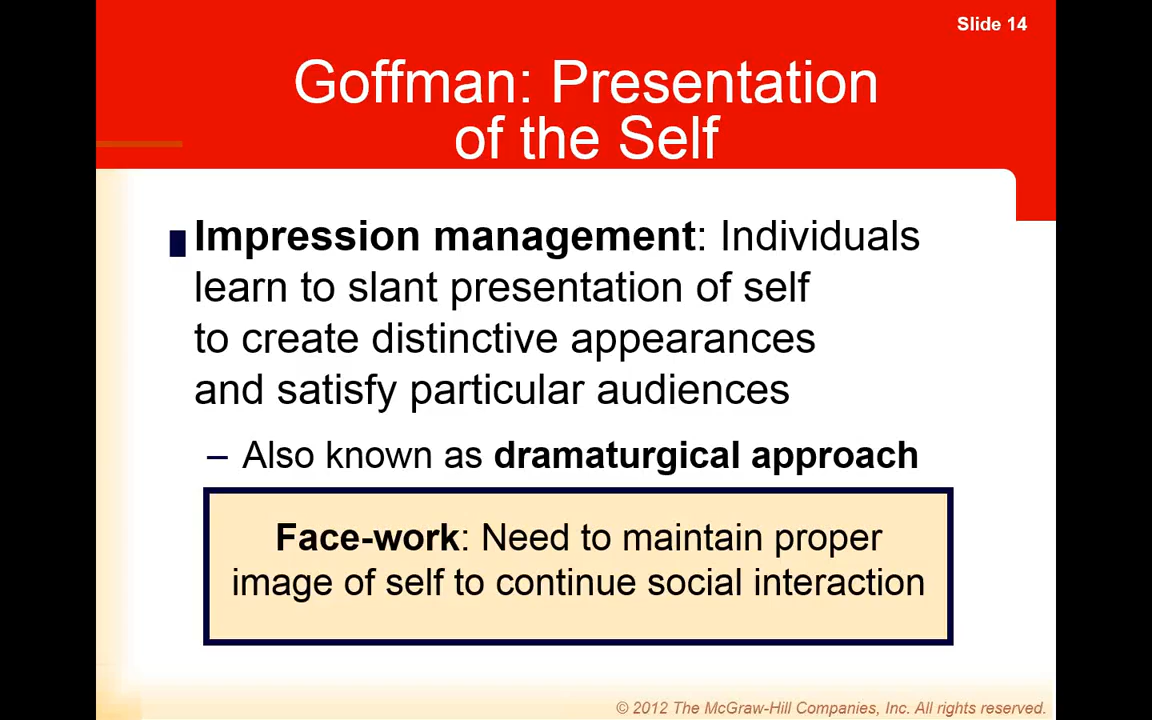 Slide 14
Goffman: Presentation
of the Self
Impression management: Individuals
learn to slant presentation of self
to create distinctive appearances
and satisfy particular audiences
– Also known as dramaturgical approach
Face-work: Need to maintain proper
image of self to continue social interaction
© 2012 The McGraw-Hill Companies, Inc. All rights reserved.